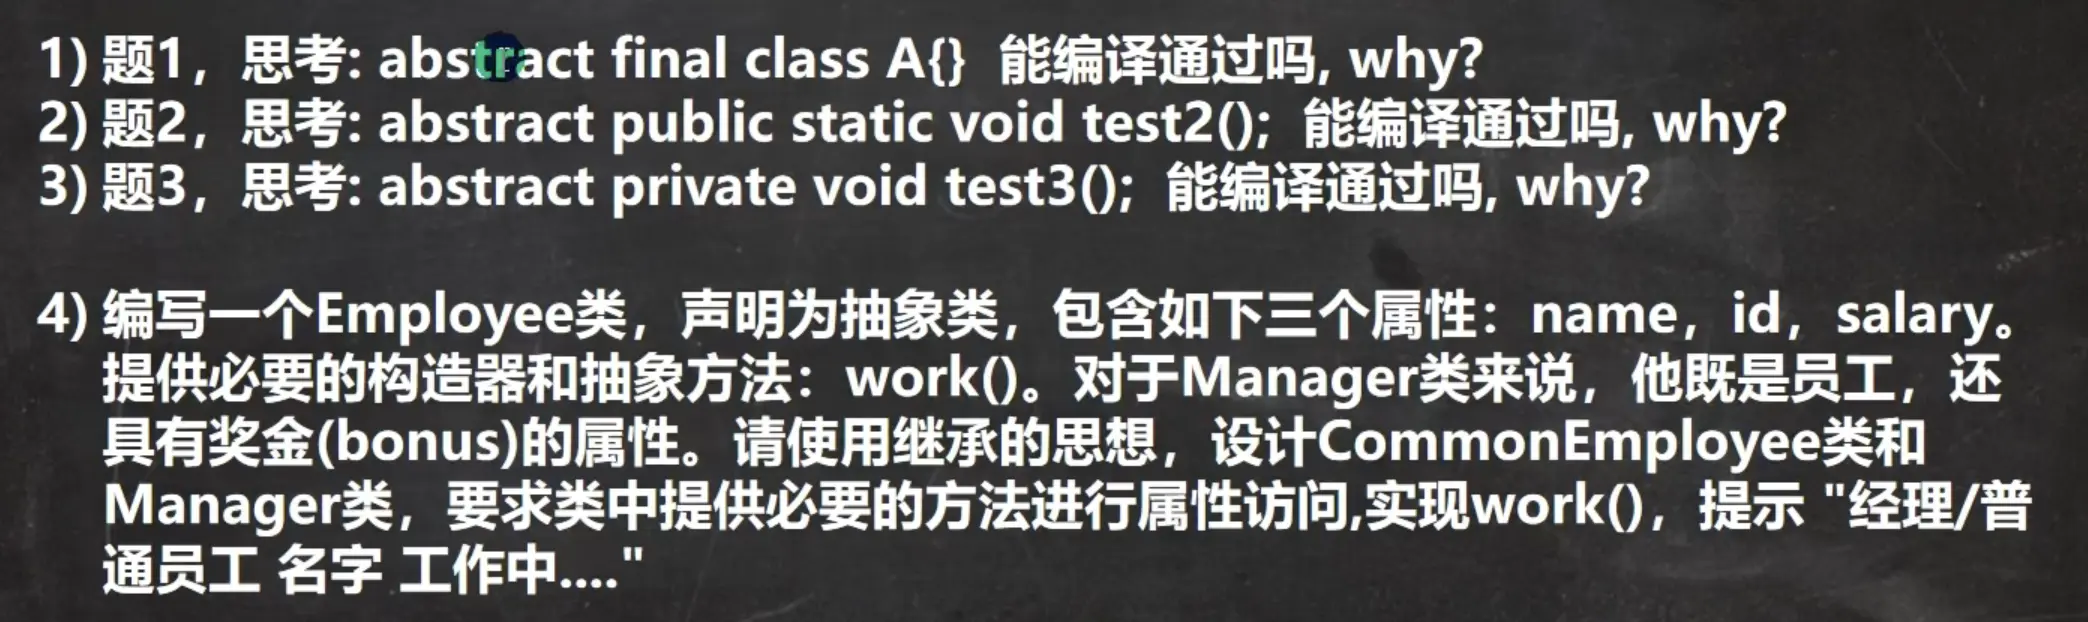 1) 题1，思考: abstract final class A{}  能编译通过吗, why?
2) 题2，思考: abstract public static void test2();  能编译通过吗, why?
3) 题3，思考: abstract private void test3();  能编译通过吗, why?
4) 编写一个Employee类，声明为抽象类，包含如下三个属性：name，id，salary。
提供必要的构造器和抽象方法：work()。对于Manager类来说，他既是员工，还
具有奖金(bonus)的属性。请使用继承的思想，设计CommonEmployee类和
Manager类，要求类中提供必要的方法进行属性访问,实现work()，提示 "经理/普
通员工 名字 工作中...."